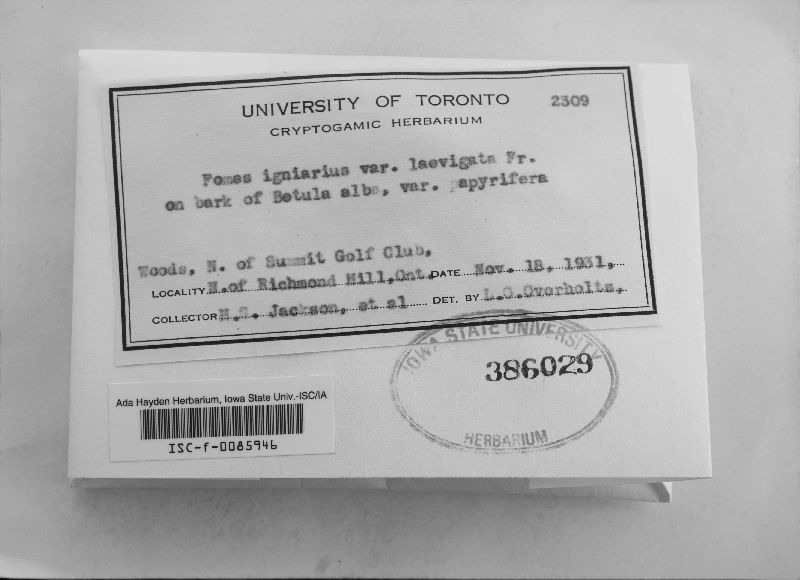 UNIVERSITY OF TORONTO 2309
CRYPTOGAMIC HERBARIUM
Fomes igniarius var. laevigata Fr.
on bark of Betula alba, var. papyrifera
Woods, N. of Summit Golf Club,
LOCALITY N.of Richmond Hill,Ont. DATE Nov. 18, 1931,
COLLECTOR H.S. Jackson, et al DET. BY L.O.Overholts,
IOWA STATE UNIVERSITY
386029
HERBARIUM
Ada Hayden Herbarium, Iowa State Univ.-ISC/IA
ISC-f-0085946